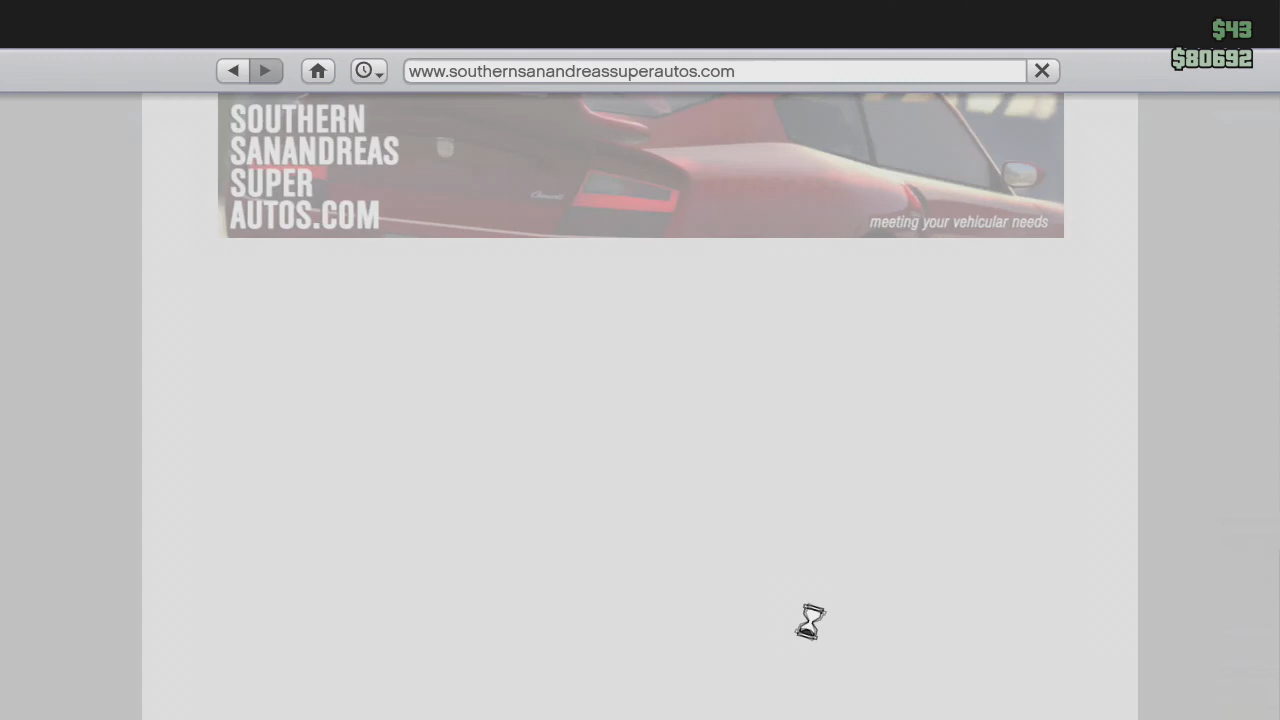 $43
$80692
www.southernsanandreassuperautos.com
SOUTHERN
SANANDREAS
SUPER
AUTOS.COM
meeting your vehicular needs